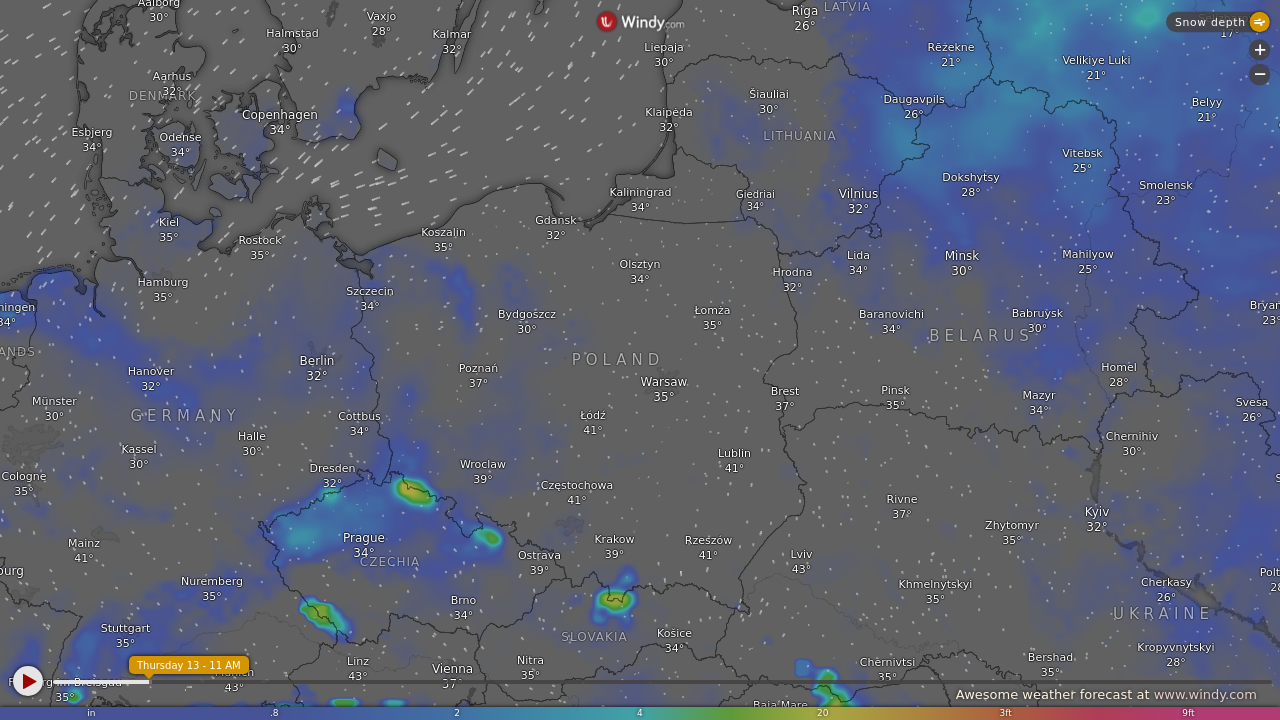 Aalborg
30°
Vaxjo
28°
Riga
26°
LATVIA
Windy.com
Snow depth
17°
Halmstad
30°
Kalmar
32°
Liepaja
30°
Rēzekne
21°
Velikiye Luki
21°
Aarhus
32°
DENMARK
Šiauliai
30°
Daugavpils
26°
Belyy
21°
Copenhagen
34°
Klaipėda
32°
Esbjerg
34°
Odense
34°
LITHUANIA
Vitebsk
25°
Dokshytsy
28°
Smolensk
23°
Kaliningrad
34°
Giedriai
34°
Vilnius
32°
Kiel
35°
Koszalin
35°
Gdansk
32°
Rostock
35°
Lida
34°
Minsk
30°
Mahilyow
25°
Olsztyn
34°
Hrodna
32°
Hamburg
35°
Szczecin
34°
ningen
34°
Bydgoszcz
30°
Łomża
35°
Baranovichi
34°
Babruysk
30°
Bryan
23°
BELARUS
ANDS
Berlin
32°
POLAND
Hanover
32°
Poznań
37°
Warsaw
35°
Brest
37°
Pinsk
35°
Homel
28°
Münster
30°
GERMANY
Cottbus
34°
Łódź
41°
Mazyr
34°
Svesa
26°
Kassel
30°
Halle
30°
Chernihiv
30°
Cologne
35°
Dresden
32°
Wroclaw
39°
Lublin
41°
Częstochowa
41°
S
Rivne
37°
Kyiv
32°
Mainz
41°
Prague
34°
CZECHIA
Krakow
39°
Rzeszow
41°
Zhytomyr
35°
Ostrava
39°
Lviv
43°
ourg
Nuremberg
35°
Khmelnytskyi
35°
Cherkasy
26°
Polt
28
Brno
34°
UKRAINE
Stuttgart
35°
SLOVAKIA
Košice
34°
Kropyvnytskyi
28°
Thursday 13 - 11 AM
Linz
43°
Vienna
37°
Nitra
35°
Chernivtsi
35°
Bershad
35°
35°
43°
Awesome weather forecast at www.windy.com
Baia Mare
in .8 2 4 20 3ft 9ft